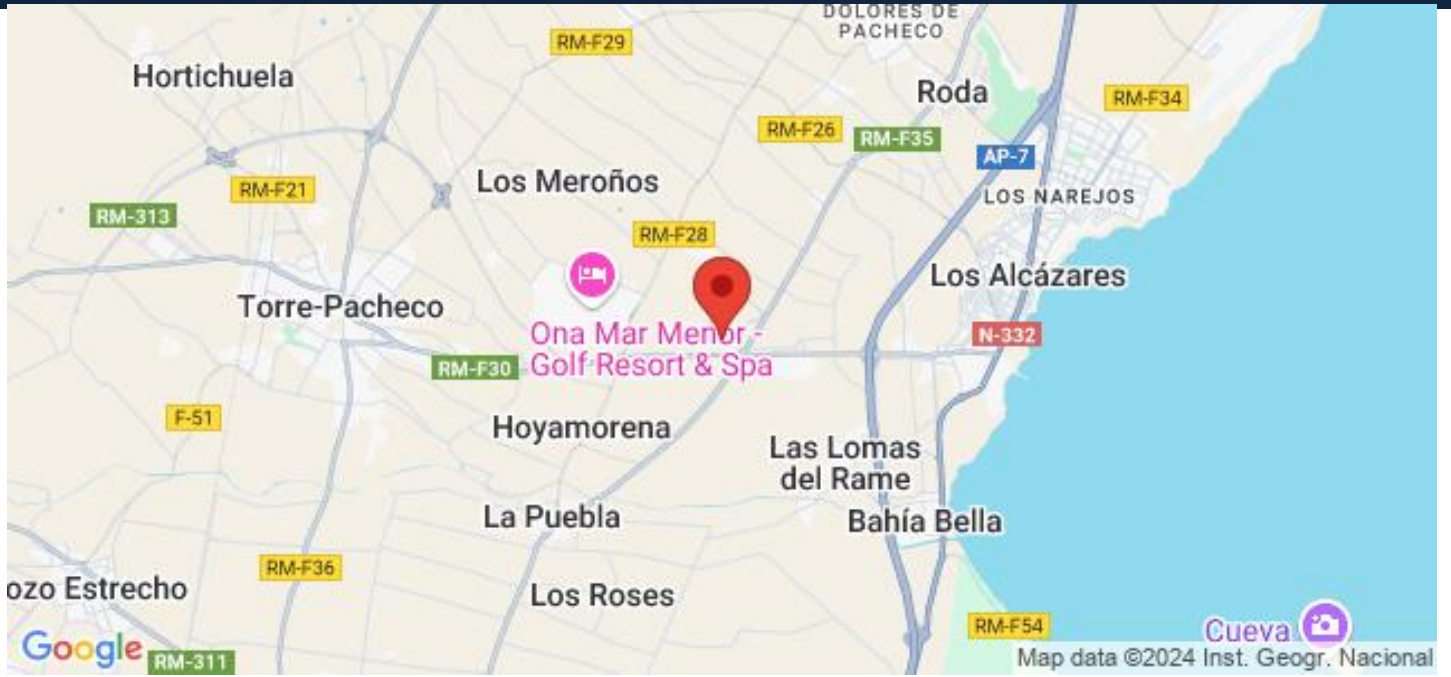 DOLORES DE
PACHECO
RM-F29
Hortichuela
Roda
RM-F34
RM-F26
RM-F35
AP-7
Los Meroños
RM-F21
LOS NAREJOS
RM-313
RM-F28
Los Alcázares
Torre-Pacheco
Ona Mar Menor -
Golf Resort & Spa
N-332
RM-F30
F-51
Hoyamorena
Las Lomas
del Rame
La Puebla
Bahía Bella
RM-F36
ozo Estrecho
Los Roses
RM-F54
Cueva
Google
RM-311
Map data ©2024 Inst. Geogr. Nacional